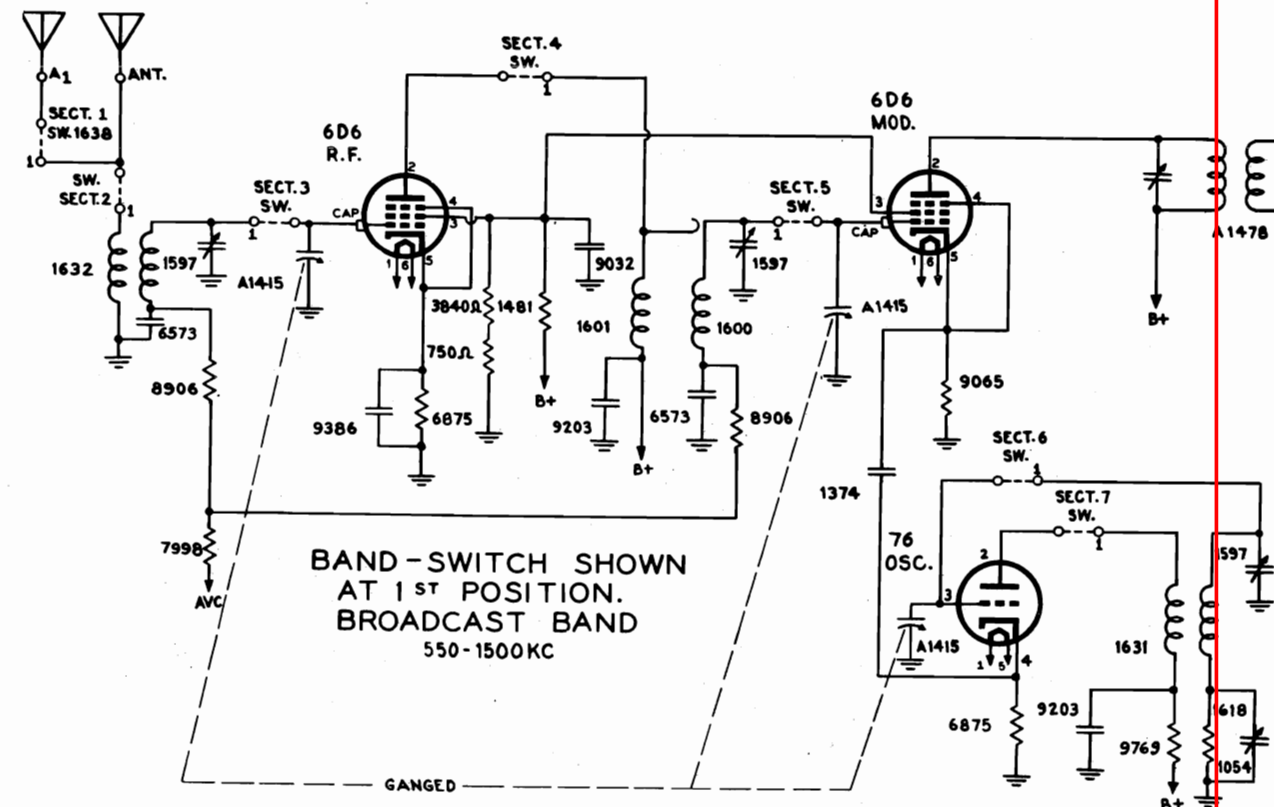 A1
ANT.
SECT. 1
SW. 1638
1
SW.
SECT. 2
1
SECT. 4
SW.
1
6D6
R.F.
6D6
MOD.
2
4
3
CAP
1 6 5
2
4
3
CAP
1 6 5
SECT. 3
SW.
1
SECT. 5
SW.
1
1632
1597
A1415
6573
8906
7998
AVC
3840Ω
750Ω
1481
B+
9032
9386
6875
1601
1600
1597
A1415
9203
B+
6573
8906
9065
1374
A1478
B+
SECT. 6
SW.
1
SECT. 7
SW.
1
76
OSC.
2
3
1 5 4
A1415
6875
1631
9203
9769
B+
1597
1618
1054
BAND-SWITCH SHOWN
AT 1ST POSITION.
BROADCAST BAND
550-1500 KC
GANGED